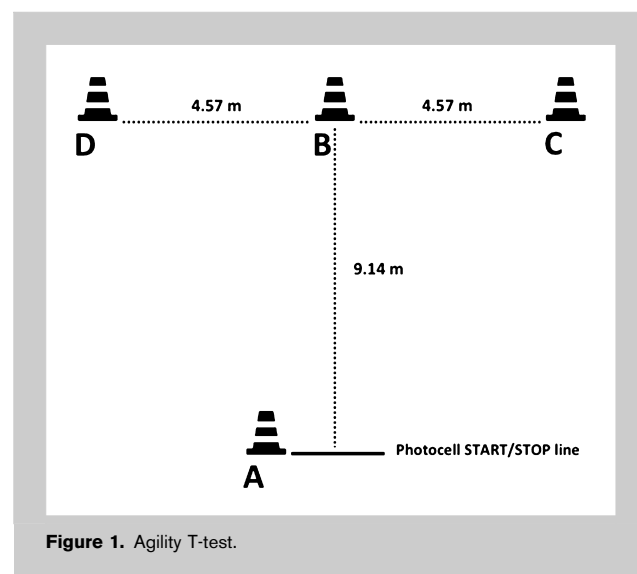 4.57 m 4.57 m
D B C
9.14 m
Photocell START/STOP line
A
Figure 1. Agility T-test.